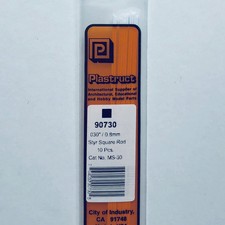 Plastruct
International Supplier of
Architectural, Educational
and Hobby Model Parts
90730
.030" / 0.8mm
Styr Square Rod
10 Pcs.
Cat No. MS-30
City of Industry,
CA. 91748